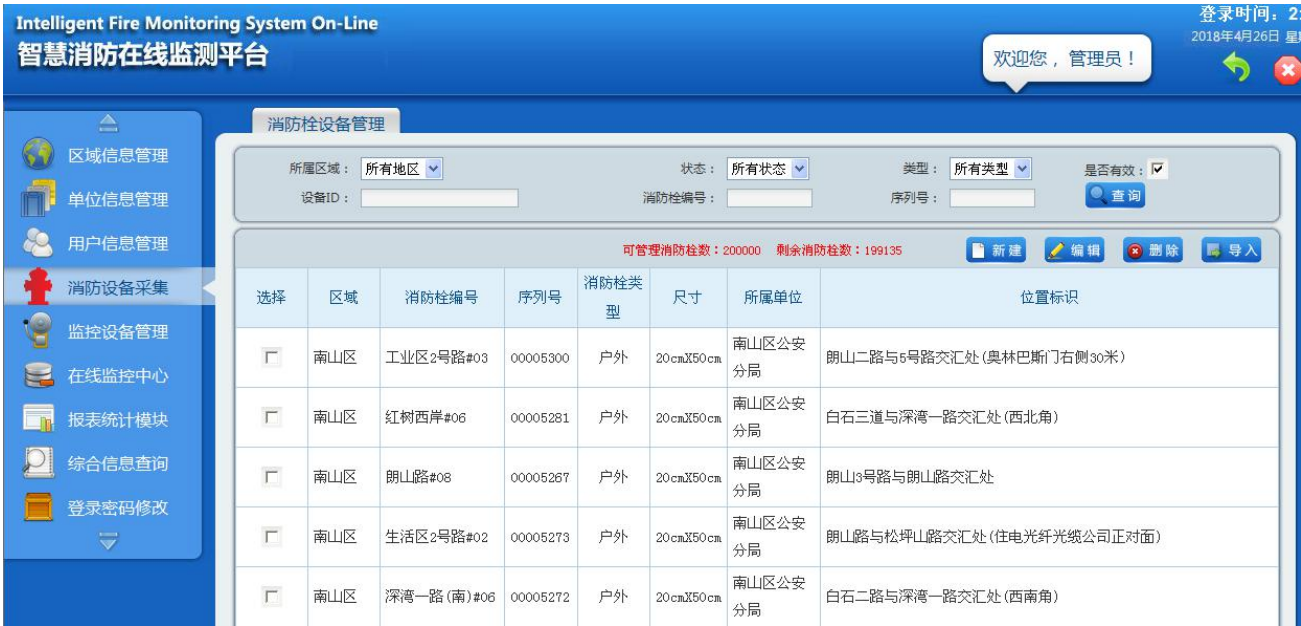 Intelligent Fire Monitoring System On-Line
智慧消防在线监测平台
登录时间：2
2018年4月26日
欢迎您，管理员！
区域信息管理
单位信息管理
用户信息管理
消防设备采集
监控设备管理
在线监控中心
报表统计模块
综合信息查询
登录密码修改
消防栓设备管理
所属区域： 所有地区 状态： 所有状态 类型： 所有类型 是否有效：
设备ID： 消防栓编号： 序列号： 查询
可管理消防栓数：200000 剩余消防栓数：199135 新建 编辑 删除 导入
选择 区域 消防栓编号 序列号 消防栓类型 尺寸 所属单位 位置标识
南山区 工业区2号路#03 00005300 户外 20cmX50cm 南山区公安分局 朗山二路与5号路交汇处(奥林巴斯门右侧30米)
南山区 红树西岸#06 00005281 户外 20cmX50cm 南山区公安分局 白石三道与深湾一路交汇处(西北角)
南山区 朗山路#08 00005267 户外 20cmX50cm 南山区公安分局 朗山3号路与朗山路交汇处
南山区 生活区2号路#02 00005273 户外 20cmX50cm 南山区公安分局 朗山路与松坪山路交汇处(住电光纤光缆公司正对面)
南山区 深湾一路(南)#06 00005272 户外 20cmX50cm 南山区公安分局 白石二路与深湾一路交汇处(西南角)